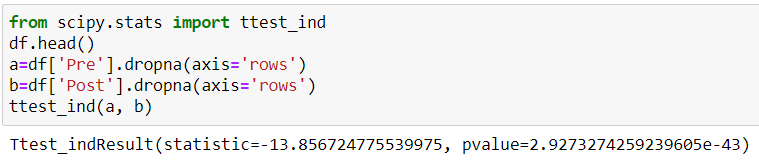 from scipy.stats import ttest_ind
df.head()
a=df['Pre'].dropna(axis='rows')
b=df['Post'].dropna(axis='rows')
ttest_ind(a, b)
Ttest_indResult(statistic=-13.856724775539975, pvalue=2.9273274259239605e-43)